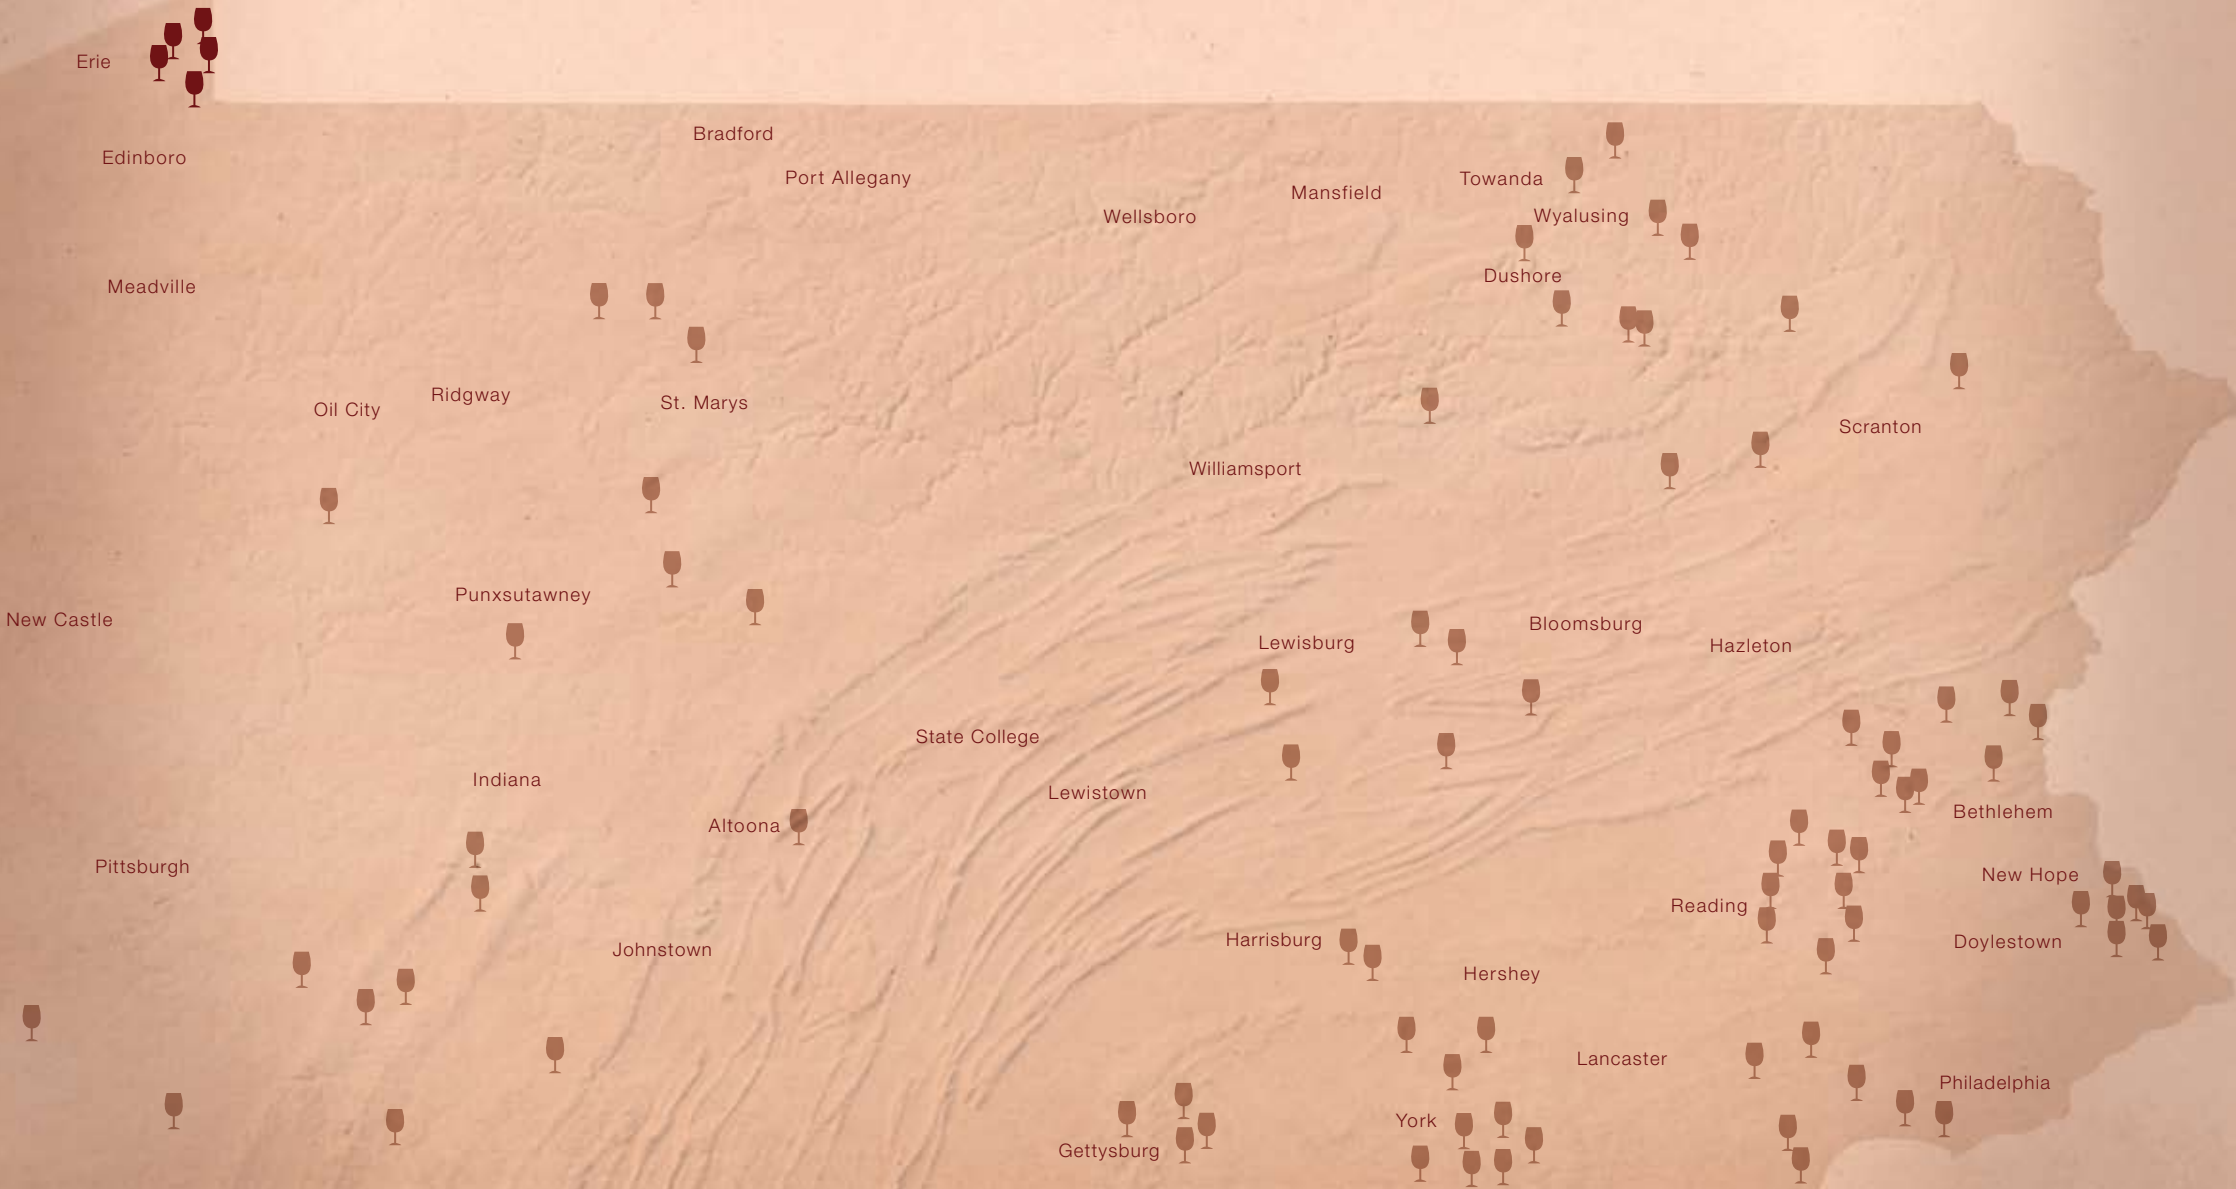 Erie
Bradford
Edinboro
Port Allegany
Towanda
Mansfield
Wyalusing
Wellsboro
Dushore
Meadville
Ridgway
St. Marys
Oil City
Scranton
Williamsport
Punxsutawney
New Castle
Bloomsburg
Lewisburg
Hazleton
State College
Indiana
Lewistown
Bethlehem
Altoona
Pittsburgh
New Hope
Reading
Harrisburg
Doylestown
Johnstown
Hershey
Lancaster
Philadelphia
York
Gettysburg